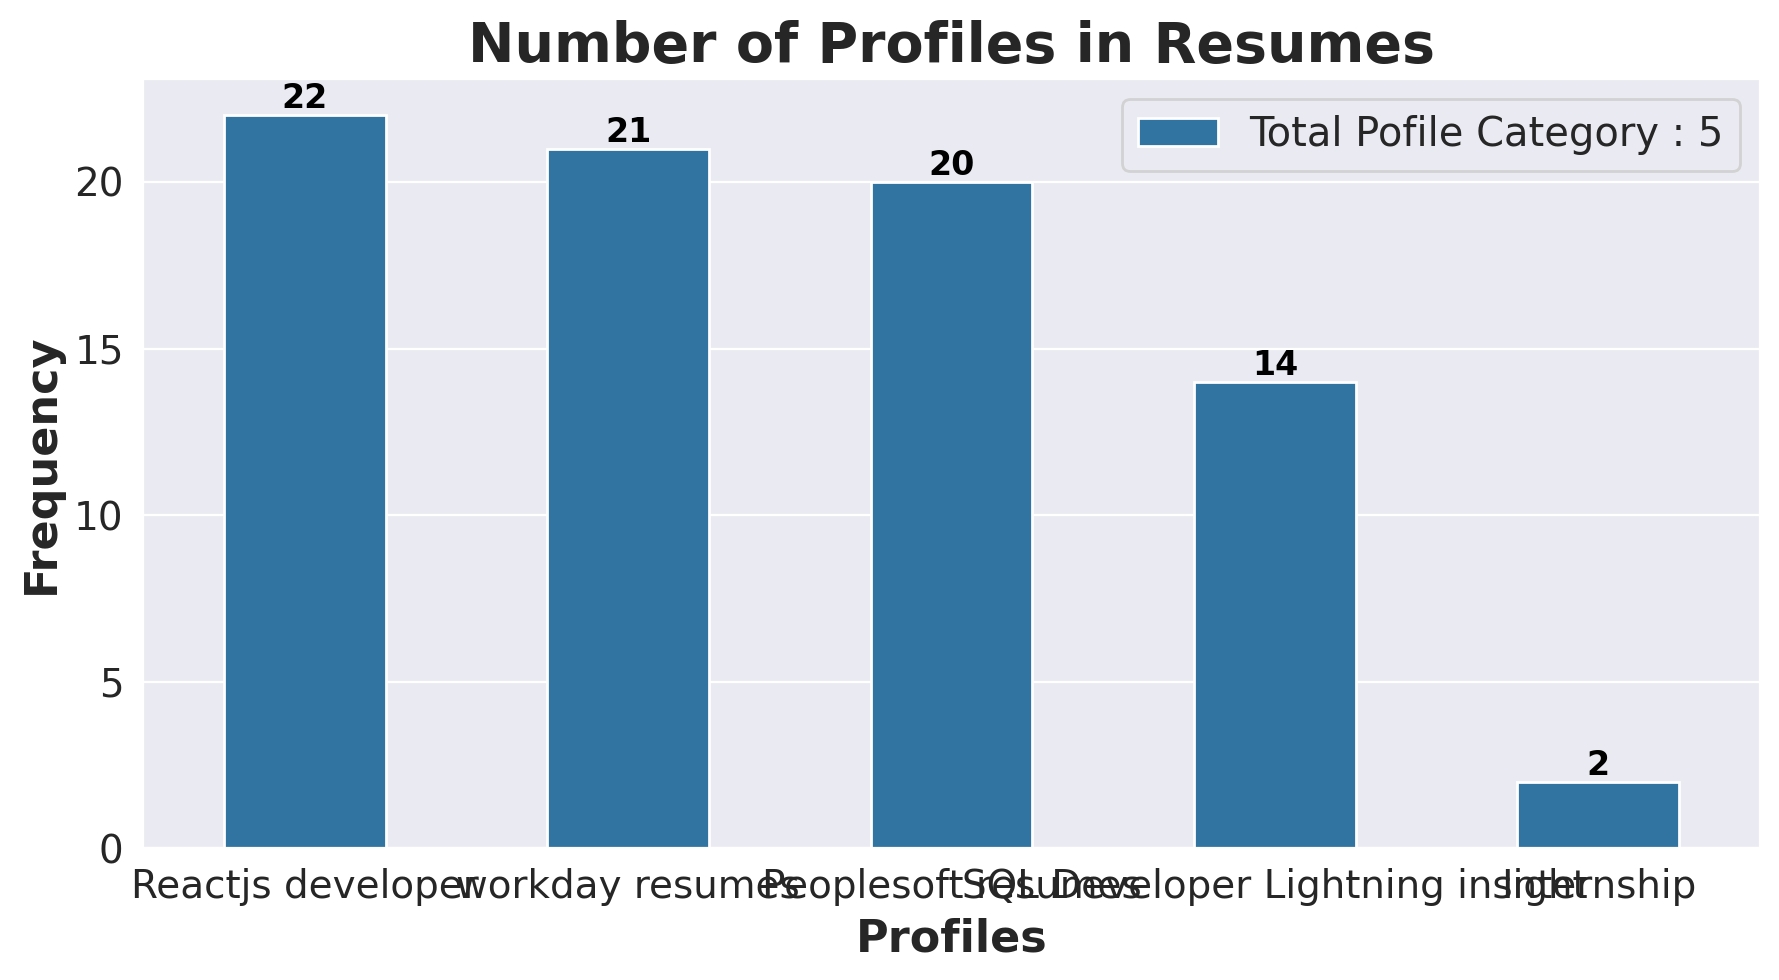 Number of Profiles in Resumes
Total Pofile Category : 5
22
21
20
14
2
Frequency
20
15
10
5
0
Reactjs developer
workday resumes
Peoplesoft resumes
SQL Developer Lightning insight
Internship
Profiles